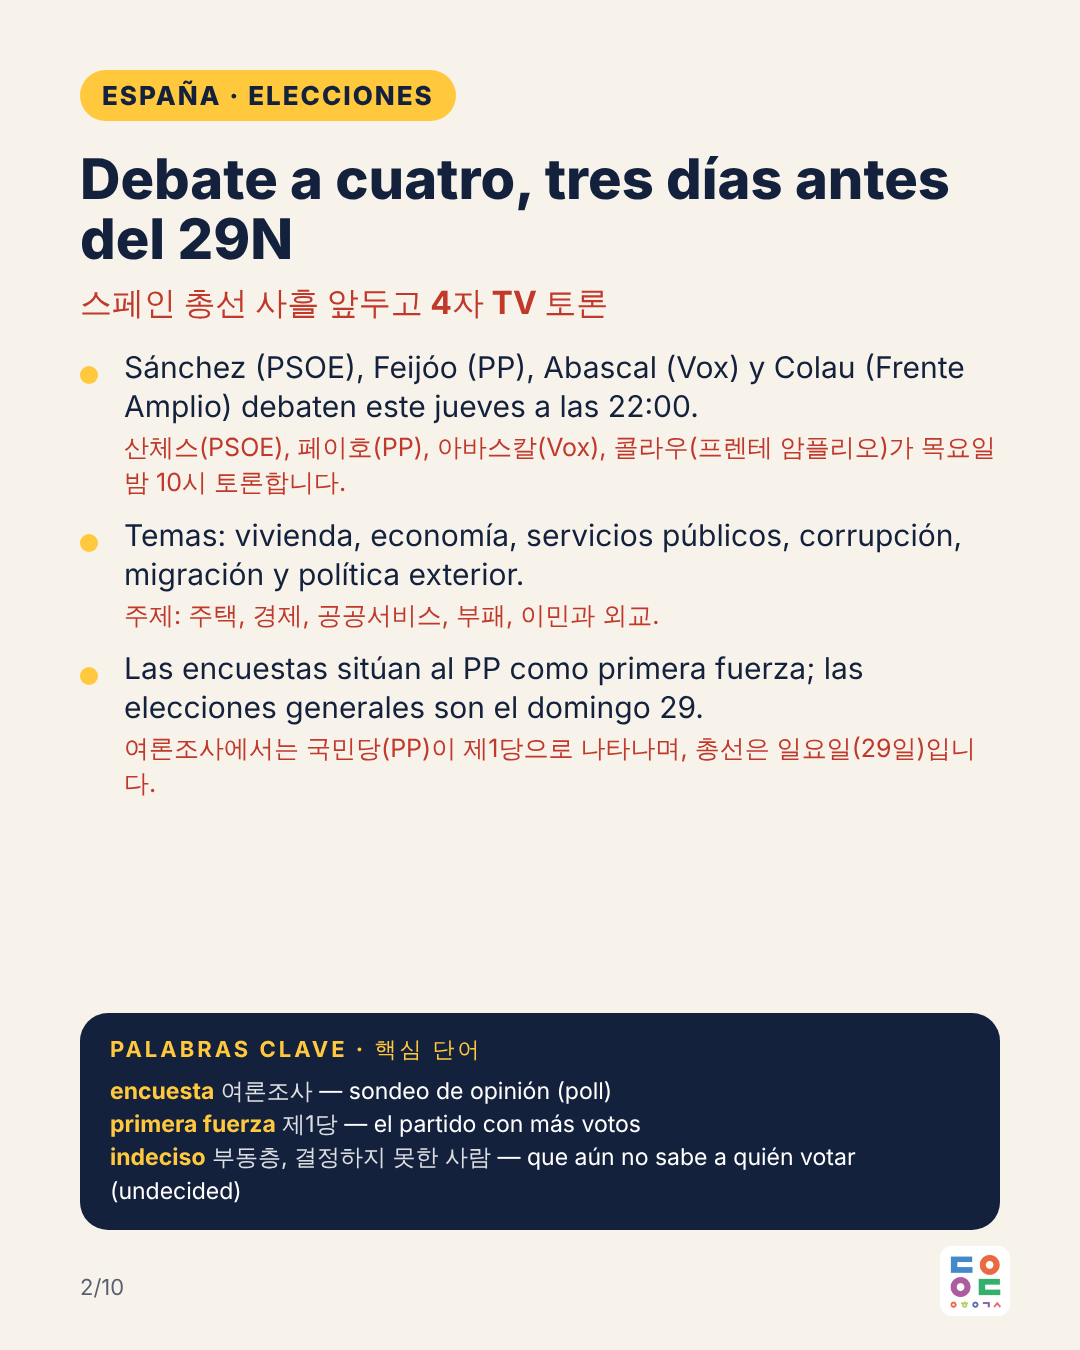 ESPAÑA · ELECCIONES
Debate a cuatro, tres días antes
del 29N
스페인 총선 사흘 앞두고 4자 TV 토론
Sánchez (PSOE), Feijóo (PP), Abascal (Vox) y Colau (Frente
Amplio) debaten este jueves a las 22:00.
산체스(PSOE), 페이호(PP), 아바스칼(Vox), 콜라우(프렌테 암플리오)가 목요일
밤 10시 토론합니다.
Temas: vivienda, economía, servicios públicos, corrupción,
migración y política exterior.
주제: 주택, 경제, 공공서비스, 부패, 이민과 외교.
Las encuestas sitúan al PP como primera fuerza; las
elecciones generales son el domingo 29.
여론조사에서는 국민당(PP)이 제1당으로 나타나며, 총선은 일요일(29일)입니
다.
PALABRAS CLAVE · 핵심 단어
encuesta 여론조사 — sondeo de opinión (poll)
primera fuerza 제1당 — el partido con más votos
indeciso 부동층, 결정하지 못한 사람 — que aún no sabe a quién votar
(undecided)
2/10